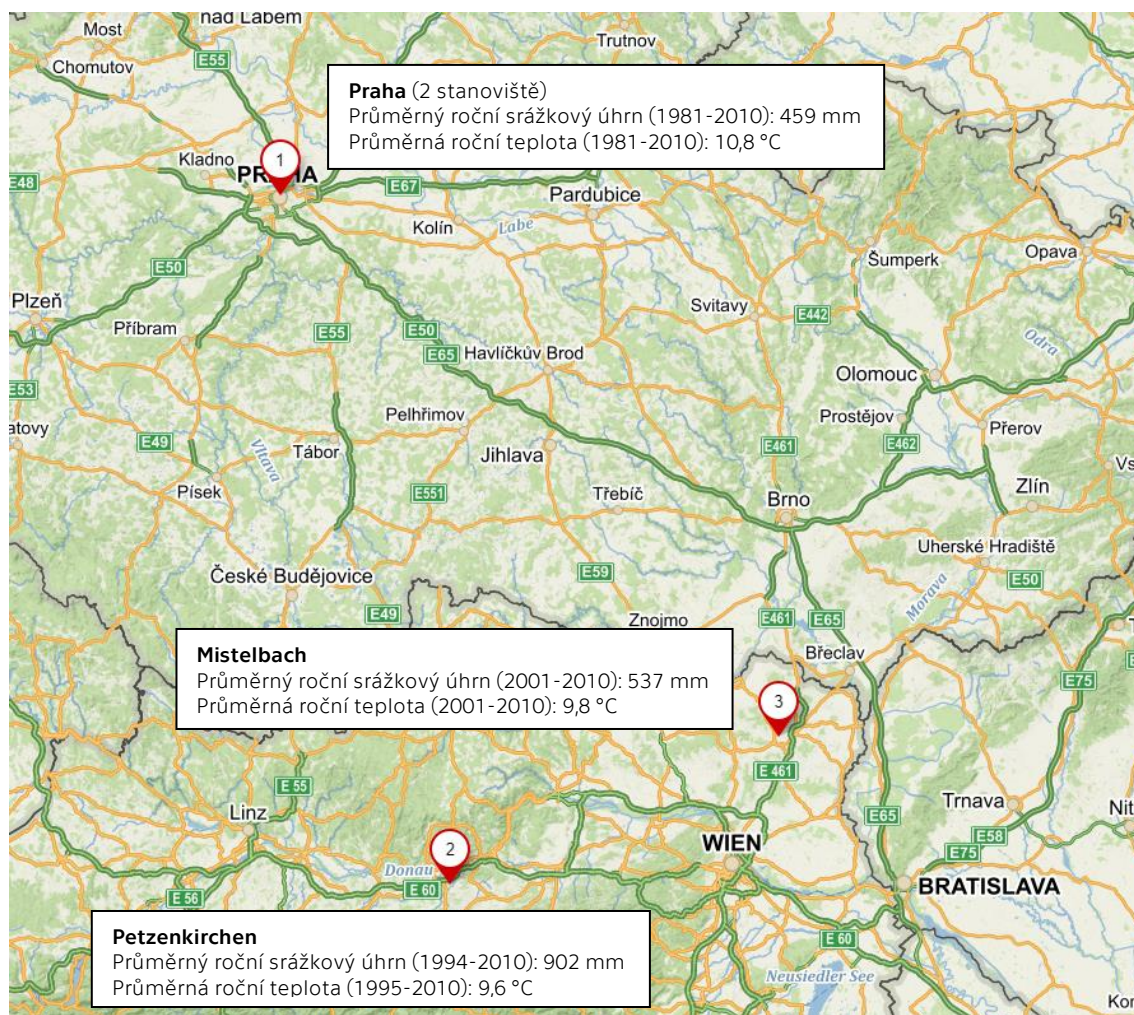 nad Labem
Most
Trutnov
Chomutov
E55
Praha (2 stanoviště)
Průměrný roční srážkový úhrn (1981-2010): 459 mm
Průměrná roční teplota (1981-2010): 10,8 °C
Kladno
1
E48
E67
Pardubice
Kolín
Labe
Šumperk
Opava
E50
Plzeň
Svitavy
E442
Příbram
E55
E50
E65
Havlíčkův Brod
Odra
Olomouc
E53
Pelhřimov
Prostějov
atovy
E49
Vltava
Tábor
Jihlava
E461
E462
Přerov
Vs
Písek
E551
Třebíč
Brno
Zlín
Uherské Hradiště
České Budějovice
E59
E50
Morava
E49
Znojmo
E461
E65
Mistelbach
Průměrný roční srážkový úhrn (2001-2010): 537 mm
Průměrná roční teplota (2001-2010): 9,8 °C
Břeclav
E75
3
E 461
E 55
Linz
Trnava
Nit
E65
E58
E75
WIEN
2
Donau
E 60
E 56
BRATISLAVA
Petzenkirchen
Průměrný roční srážkový úhrn (1994-2010): 902 mm
Průměrná roční teplota (1995-2010): 9,6 °C
E 60
Neusiedler See
Kor